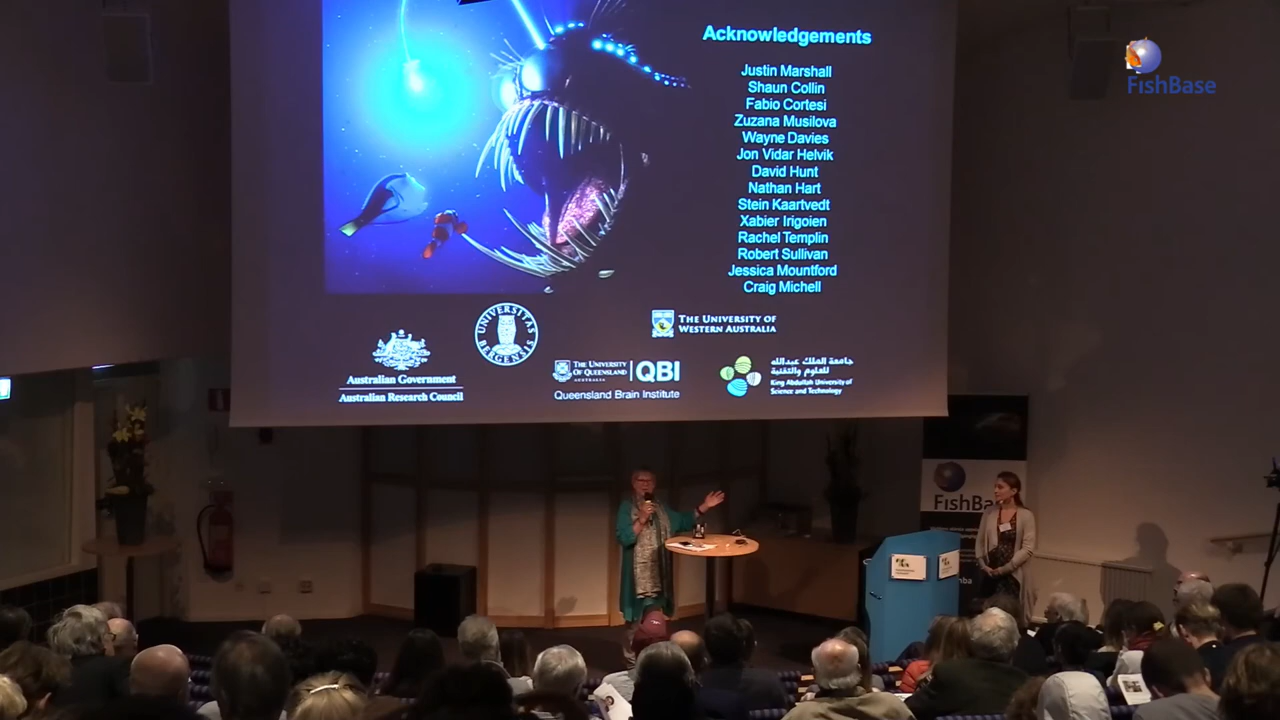 Acknowledgements
Justin Marshall
Shaun Collin
Fabio Cortesi
Zuzana Musilova
Wayne Davies
Jon Vidar Helvik
David Hunt
Nathan Hart
Stein Kaartvedt
Xabier Irigoien
Rachel Templin
Robert Sullivan
Jessica Mountford
Craig Michell
FishBase
UNIVERSITAS
BERGENSIS
THE UNIVERSITY OF
WESTERN AUSTRALIA
Australian Government
Australian Research Council
THE UNIVERSITY
OF QUEENSLAND
AUSTRALIA
QBI
Queensland Brain Institute
جامعة الملك عبدالله
للعلوم والتقنية
King Abdullah University of
Science and Technology
FishBa